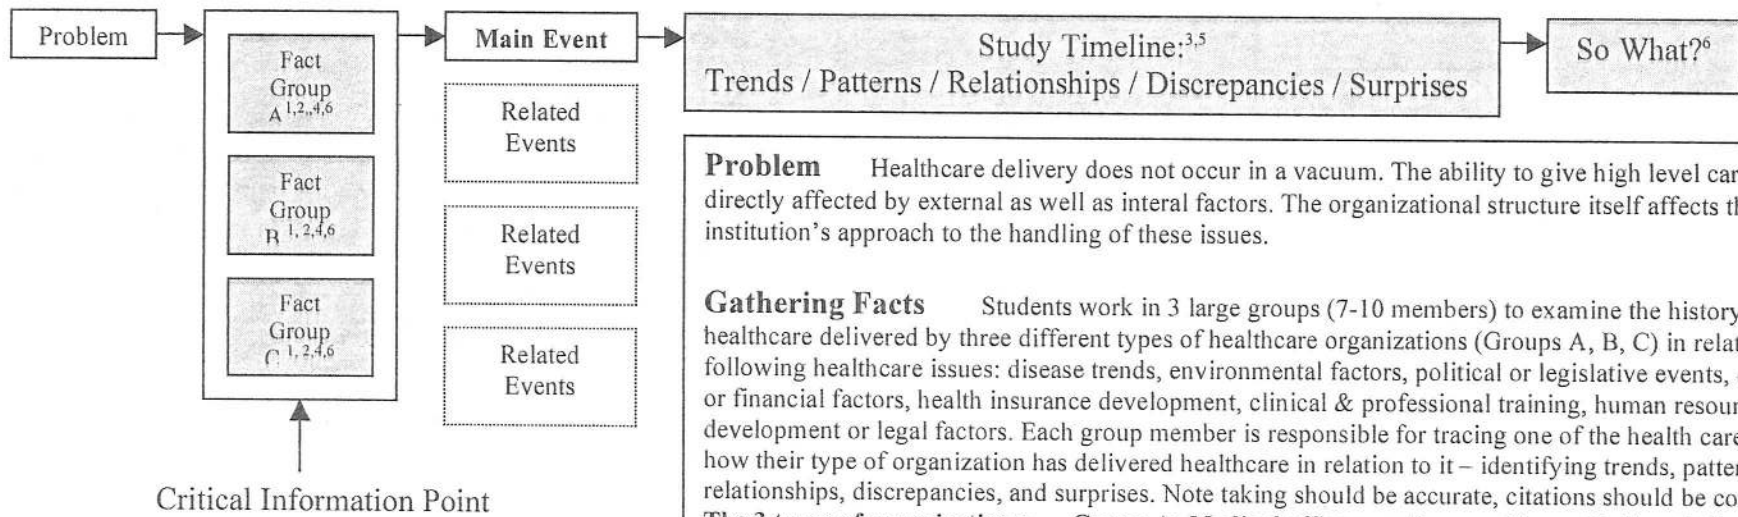 Problem
Fact
Group
A 1,2,,4,6
Fact
Group
B 1, 2,4,6
Fact
Group
C 1, 2,4,6
Critical Information Point
Main Event
Related
Events
Related
Events
Related
Events
Study Timeline:3,5
Trends / Patterns / Relationships / Discrepancies / Surprises
So What?6
Problem Healthcare delivery does not occur in a vacuum. The ability to give high level car
directly affected by external as well as interal factors. The organizational structure itself affects th
institution's approach to the handling of these issues.
Gathering Facts Students work in 3 large groups (7-10 members) to examine the history
healthcare delivered by three different types of healthcare organizations (Groups A, B, C) in relat
following healthcare issues: disease trends, environmental factors, political or legislative events,
or financial factors, health insurance development, clinical & professional training, human resour
development or legal factors. Each group member is responsible for tracing one of the health care
how their type of organization has delivered healthcare in relation to it – identifying trends, patter
relationships, discrepancies, and surprises. Note taking should be accurate, citations should be co